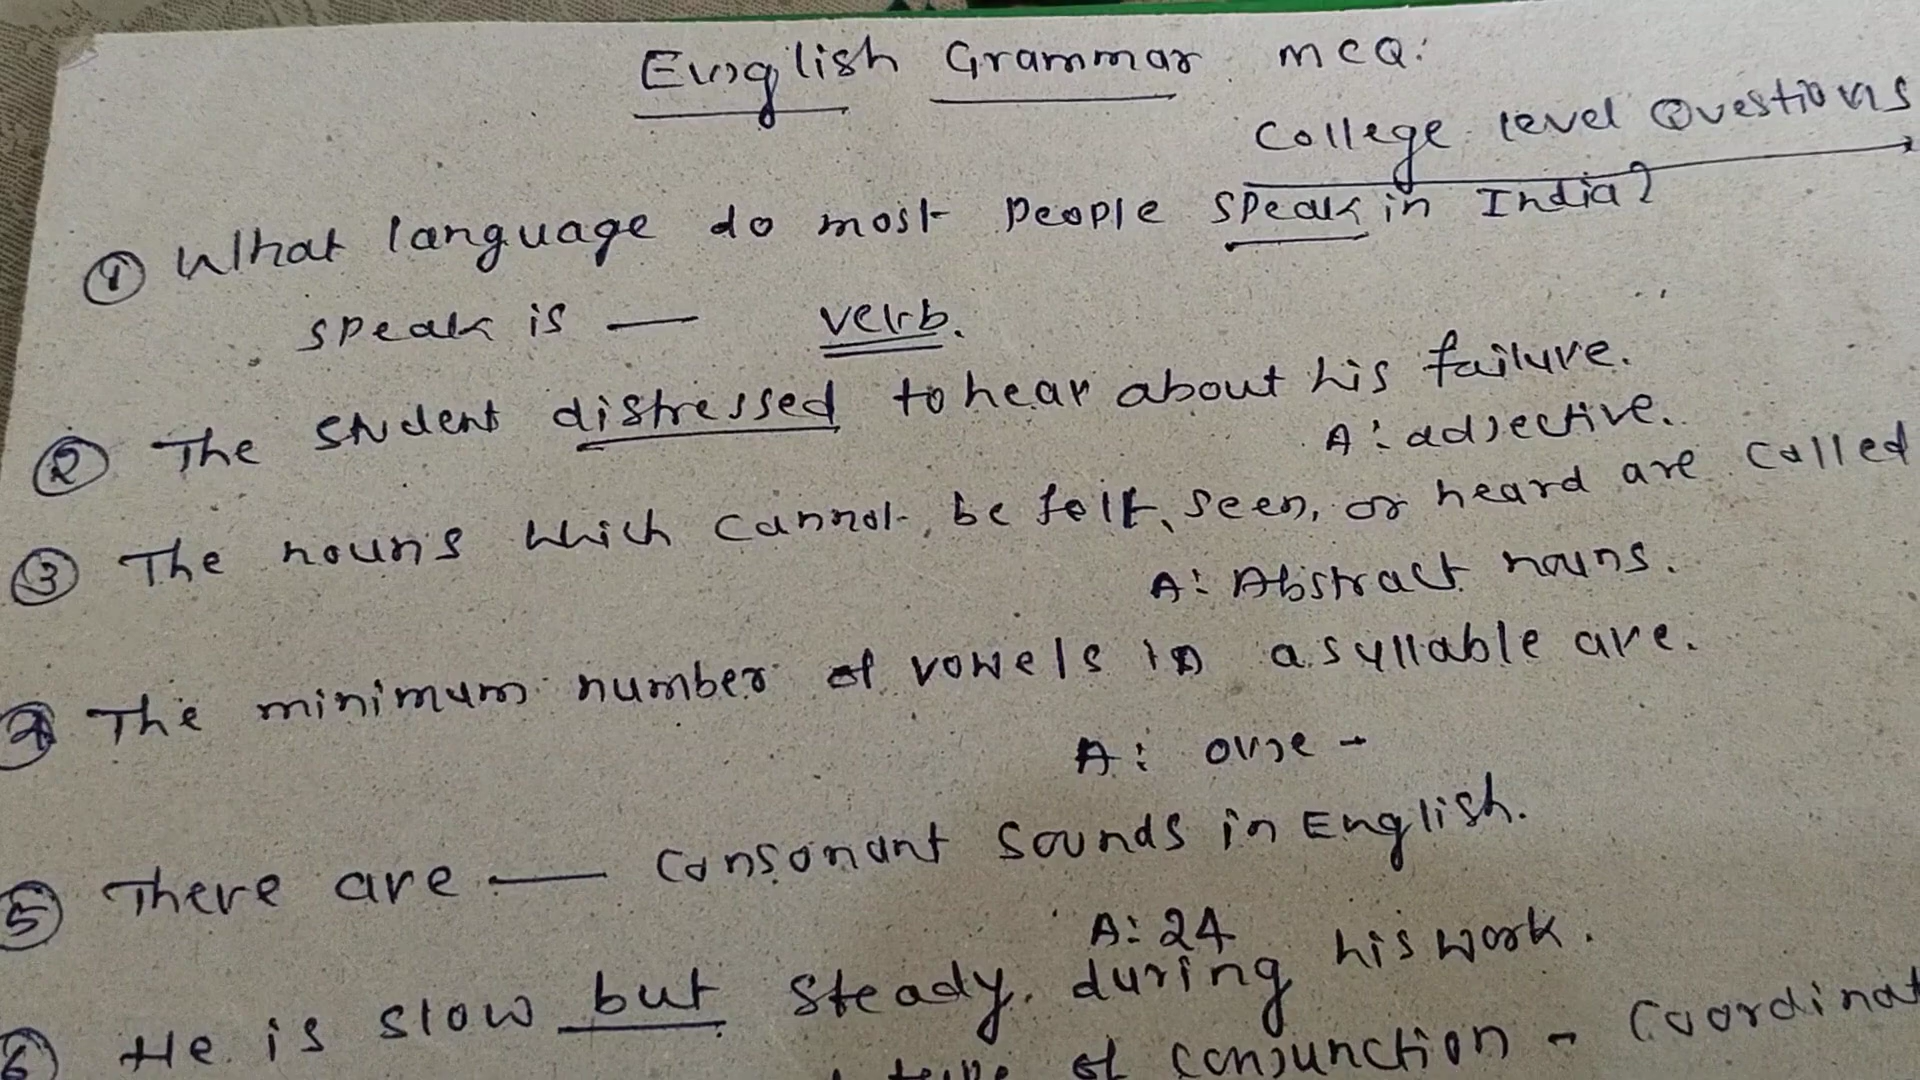 English Grammar MCQ:
College level Questions
① What language do most people speak in India?
speak is — verb.
② The student distressed to hear about his failure.
A: adjective.
③ The nouns which cannot be felt, seen, or heard are called
A: Abstract nouns.
④ The minimum number of vowels in a syllable are.
A: one -
⑤ There are — consonant sounds in English.
A: 24
⑥ He is slow but steady during his work.
type of conjunction - Coordinat